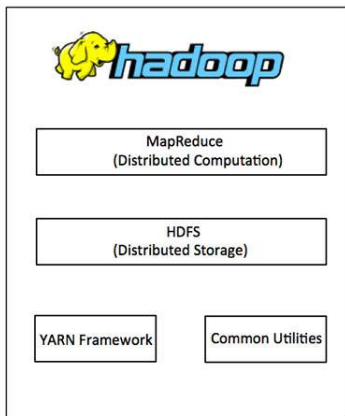 hadoop
MapReduce
(Distributed Computation)
HDFS
(Distributed Storage)
YARN Framework
Common Utilities